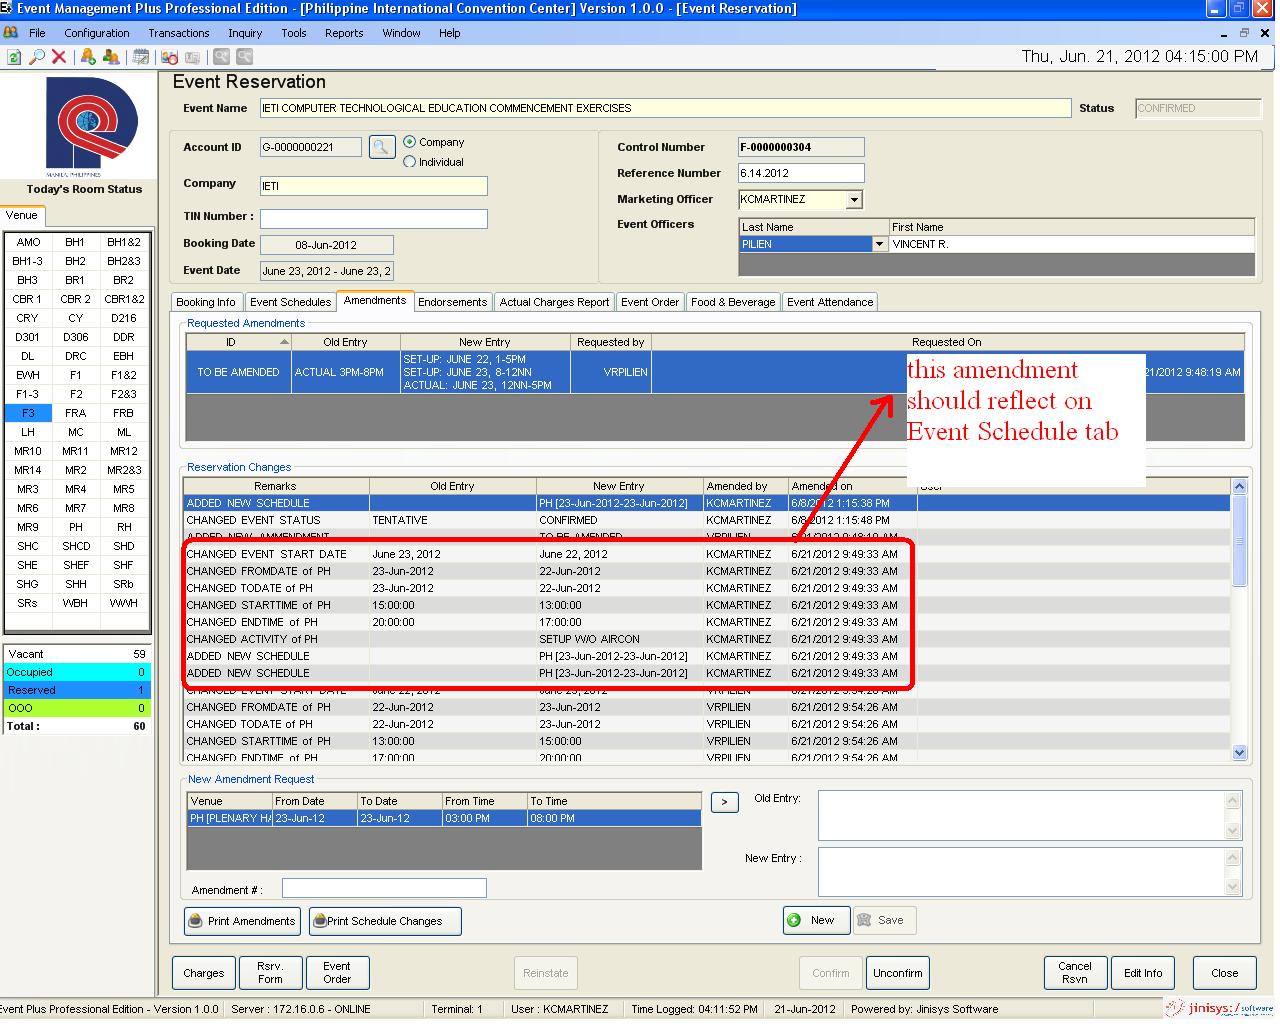 Event Management Plus Professional Edition - [Philippine International Convention Center] Version 1.0.0 - [Event Reservation]
File Configuration Transactions Inquiry Tools Reports Window Help
Thu, Jun. 21, 2012 04:15:00 PM
MANILA, PHILIPPINES
Today's Room Status
Venue
AMO BH1 BH1&2
BH1-3 BH2 BH2&3
BH3 BR1 BR2
CBR 1 CBR 2 CBR1&2
CRY CY D216
D301 D306 DDR
DL DRC EBH
EWH F1 F1&2
F1-3 F2 F2&3
F3 FRA FRB
LH MC ML
MR10 MR11 MR12
MR14 MR2 MR2&3
MR3 MR4 MR5
MR6 MR7 MR8
MR9 PH RH
SHC SHCD SHD
SHE SHEF SHF
SHG SHH SRb
SRs WBH WWH
Vacant 59
Occupied 0
Reserved 1
OOO 0
Total : 60
Event Reservation
Event Name IETI COMPUTER TECHNOLOGICAL EDUCATION COMMENCEMENT EXERCISES Status CONFIRMED
Account ID G-0000000221 Company
Individual
Company IETI
TIN Number :
Booking Date 08-Jun-2012
Event Date June 23, 2012 - June 23, 2
Control Number F-0000000304
Reference Number 6.14.2012
Marketing Officer KCMARTINEZ
Event Officers Last Name First Name
PILIEN VINCENT R.
Booking Info Event Schedules Amendments Endorsements Actual Charges Report Event Order Food & Beverage Event Attendance
Requested Amendments
ID Old Entry New Entry Requested by Requested On
TO BE AMENDED ACTUAL 3PM-8PM SET-UP: JUNE 22, 1-5PM
SET-UP: JUNE 23, 8-12NN
ACTUAL: JUNE 23, 12NN-5PM
VRPILIEN 21/2012 9:48:19 AM
this amendment
should reflect on
Event Schedule tab
Reservation Changes
Remarks Old Entry New Entry Amended by Amended on User
ADDED NEW SCHEDULE PH [23-Jun-2012-23-Jun-2012] KCMARTINEZ 6/8/2012 1:15:38 PM
CHANGED EVENT STATUS TENTATIVE CONFIRMED KCMARTINEZ 6/8/2012 1:15:48 PM
ADDED NEW AMMENDMENT TO BE AMENDED KCMARTINEZ 6/21/2012 9:48:19 AM
CHANGED EVENT START DATE June 23, 2012 June 22, 2012 KCMARTINEZ 6/21/2012 9:49:33 AM
CHANGED FROMDATE of PH 23-Jun-2012 22-Jun-2012 KCMARTINEZ 6/21/2012 9:49:33 AM
CHANGED TODATE of PH 23-Jun-2012 22-Jun-2012 KCMARTINEZ 6/21/2012 9:49:33 AM
CHANGED STARTTIME of PH 15:00:00 13:00:00 KCMARTINEZ 6/21/2012 9:49:33 AM
CHANGED ENDTIME of PH 20:00:00 17:00:00 KCMARTINEZ 6/21/2012 9:49:33 AM
CHANGED ACTIVITY of PH SETUP W/O AIRCON KCMARTINEZ 6/21/2012 9:49:33 AM
ADDED NEW SCHEDULE PH [23-Jun-2012-23-Jun-2012] KCMARTINEZ 6/21/2012 9:49:33 AM
ADDED NEW SCHEDULE PH [23-Jun-2012-23-Jun-2012] KCMARTINEZ 6/21/2012 9:49:33 AM
CHANGED EVENT START DATE June 22, 2012 June 23, 2012 VRPILIEN 6/21/2012 9:54:26 AM
CHANGED FROMDATE of PH 22-Jun-2012 23-Jun-2012 VRPILIEN 6/21/2012 9:54:26 AM
CHANGED TODATE of PH 22-Jun-2012 23-Jun-2012 VRPILIEN 6/21/2012 9:54:26 AM
CHANGED STARTTIME of PH 13:00:00 15:00:00 VRPILIEN 6/21/2012 9:54:26 AM
CHANGED ENDTIME of PH 17:00:00 20:00:00 VRPILIEN 6/21/2012 9:54:26 AM
New Amendment Request
Venue From Date To Date From Time To Time
PH [PLENARY HA 23-Jun-12 23-Jun-12 03:00 PM 08:00 PM
>
Old Entry:
New Entry :
Amendment # :
Print Amendments Print Schedule Changes New Save
Charges Rsrv. Form Event Order Reinstate Confirm Unconfirm Cancel Rsvn Edit Info Close
Event Plus Professional Edition - Version 1.0.0 Server : 172.16.0.6 - ONLINE Terminal: 1 User : KCMARTINEZ Time Logged: 04:11:52 PM 21-Jun-2012 Powered by: Jinisys Software jinisys:/ software